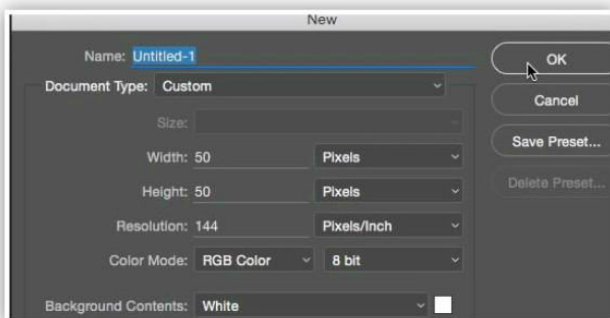 New
Name: Untitled-1
OK
Document Type: Custom
Cancel
Size:
Save Preset...
Width: 50 Pixels
Delete Preset...
Height: 50 Pixels
Resolution: 144 Pixels/Inch
Color Mode: RGB Color 8 bit
Background Contents: White